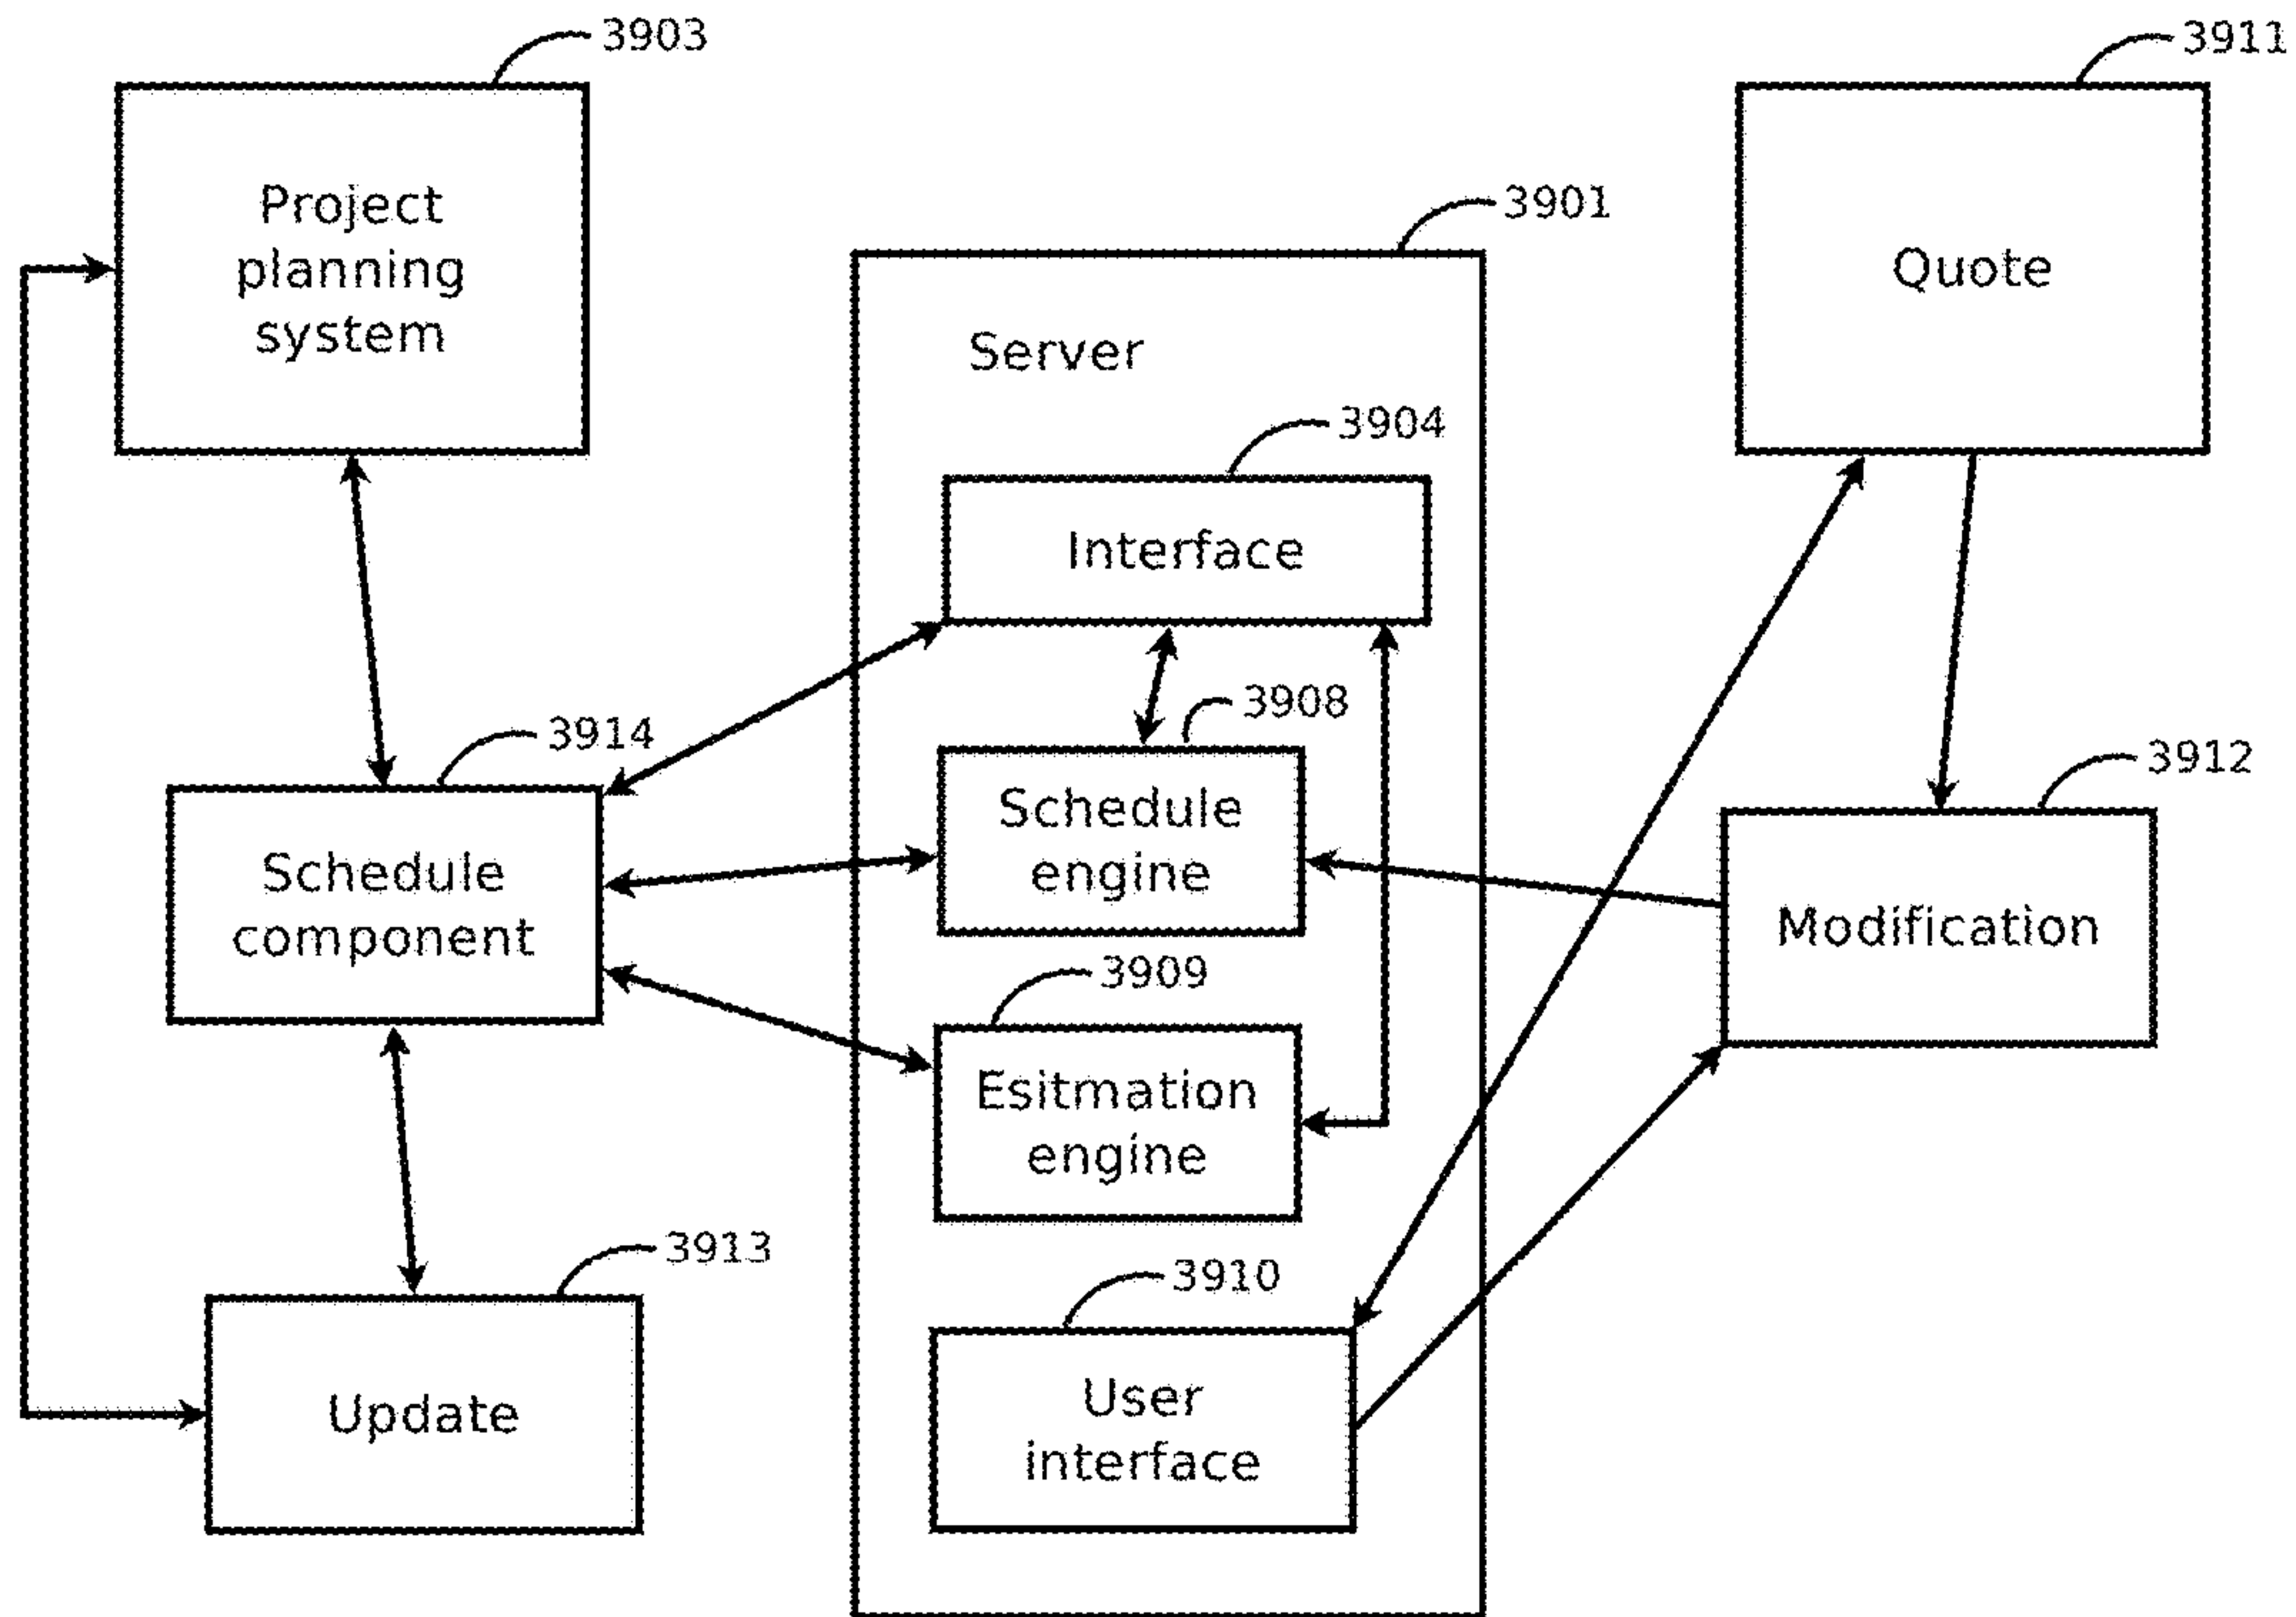 3903
3911
Project
planning
system
3901
Quote
Server
3904
Interface
3914
3908
3912
Schedule
component
Schedule
engine
Modification
3909
Esitmation
engine
3913
3910
Update
User
interface